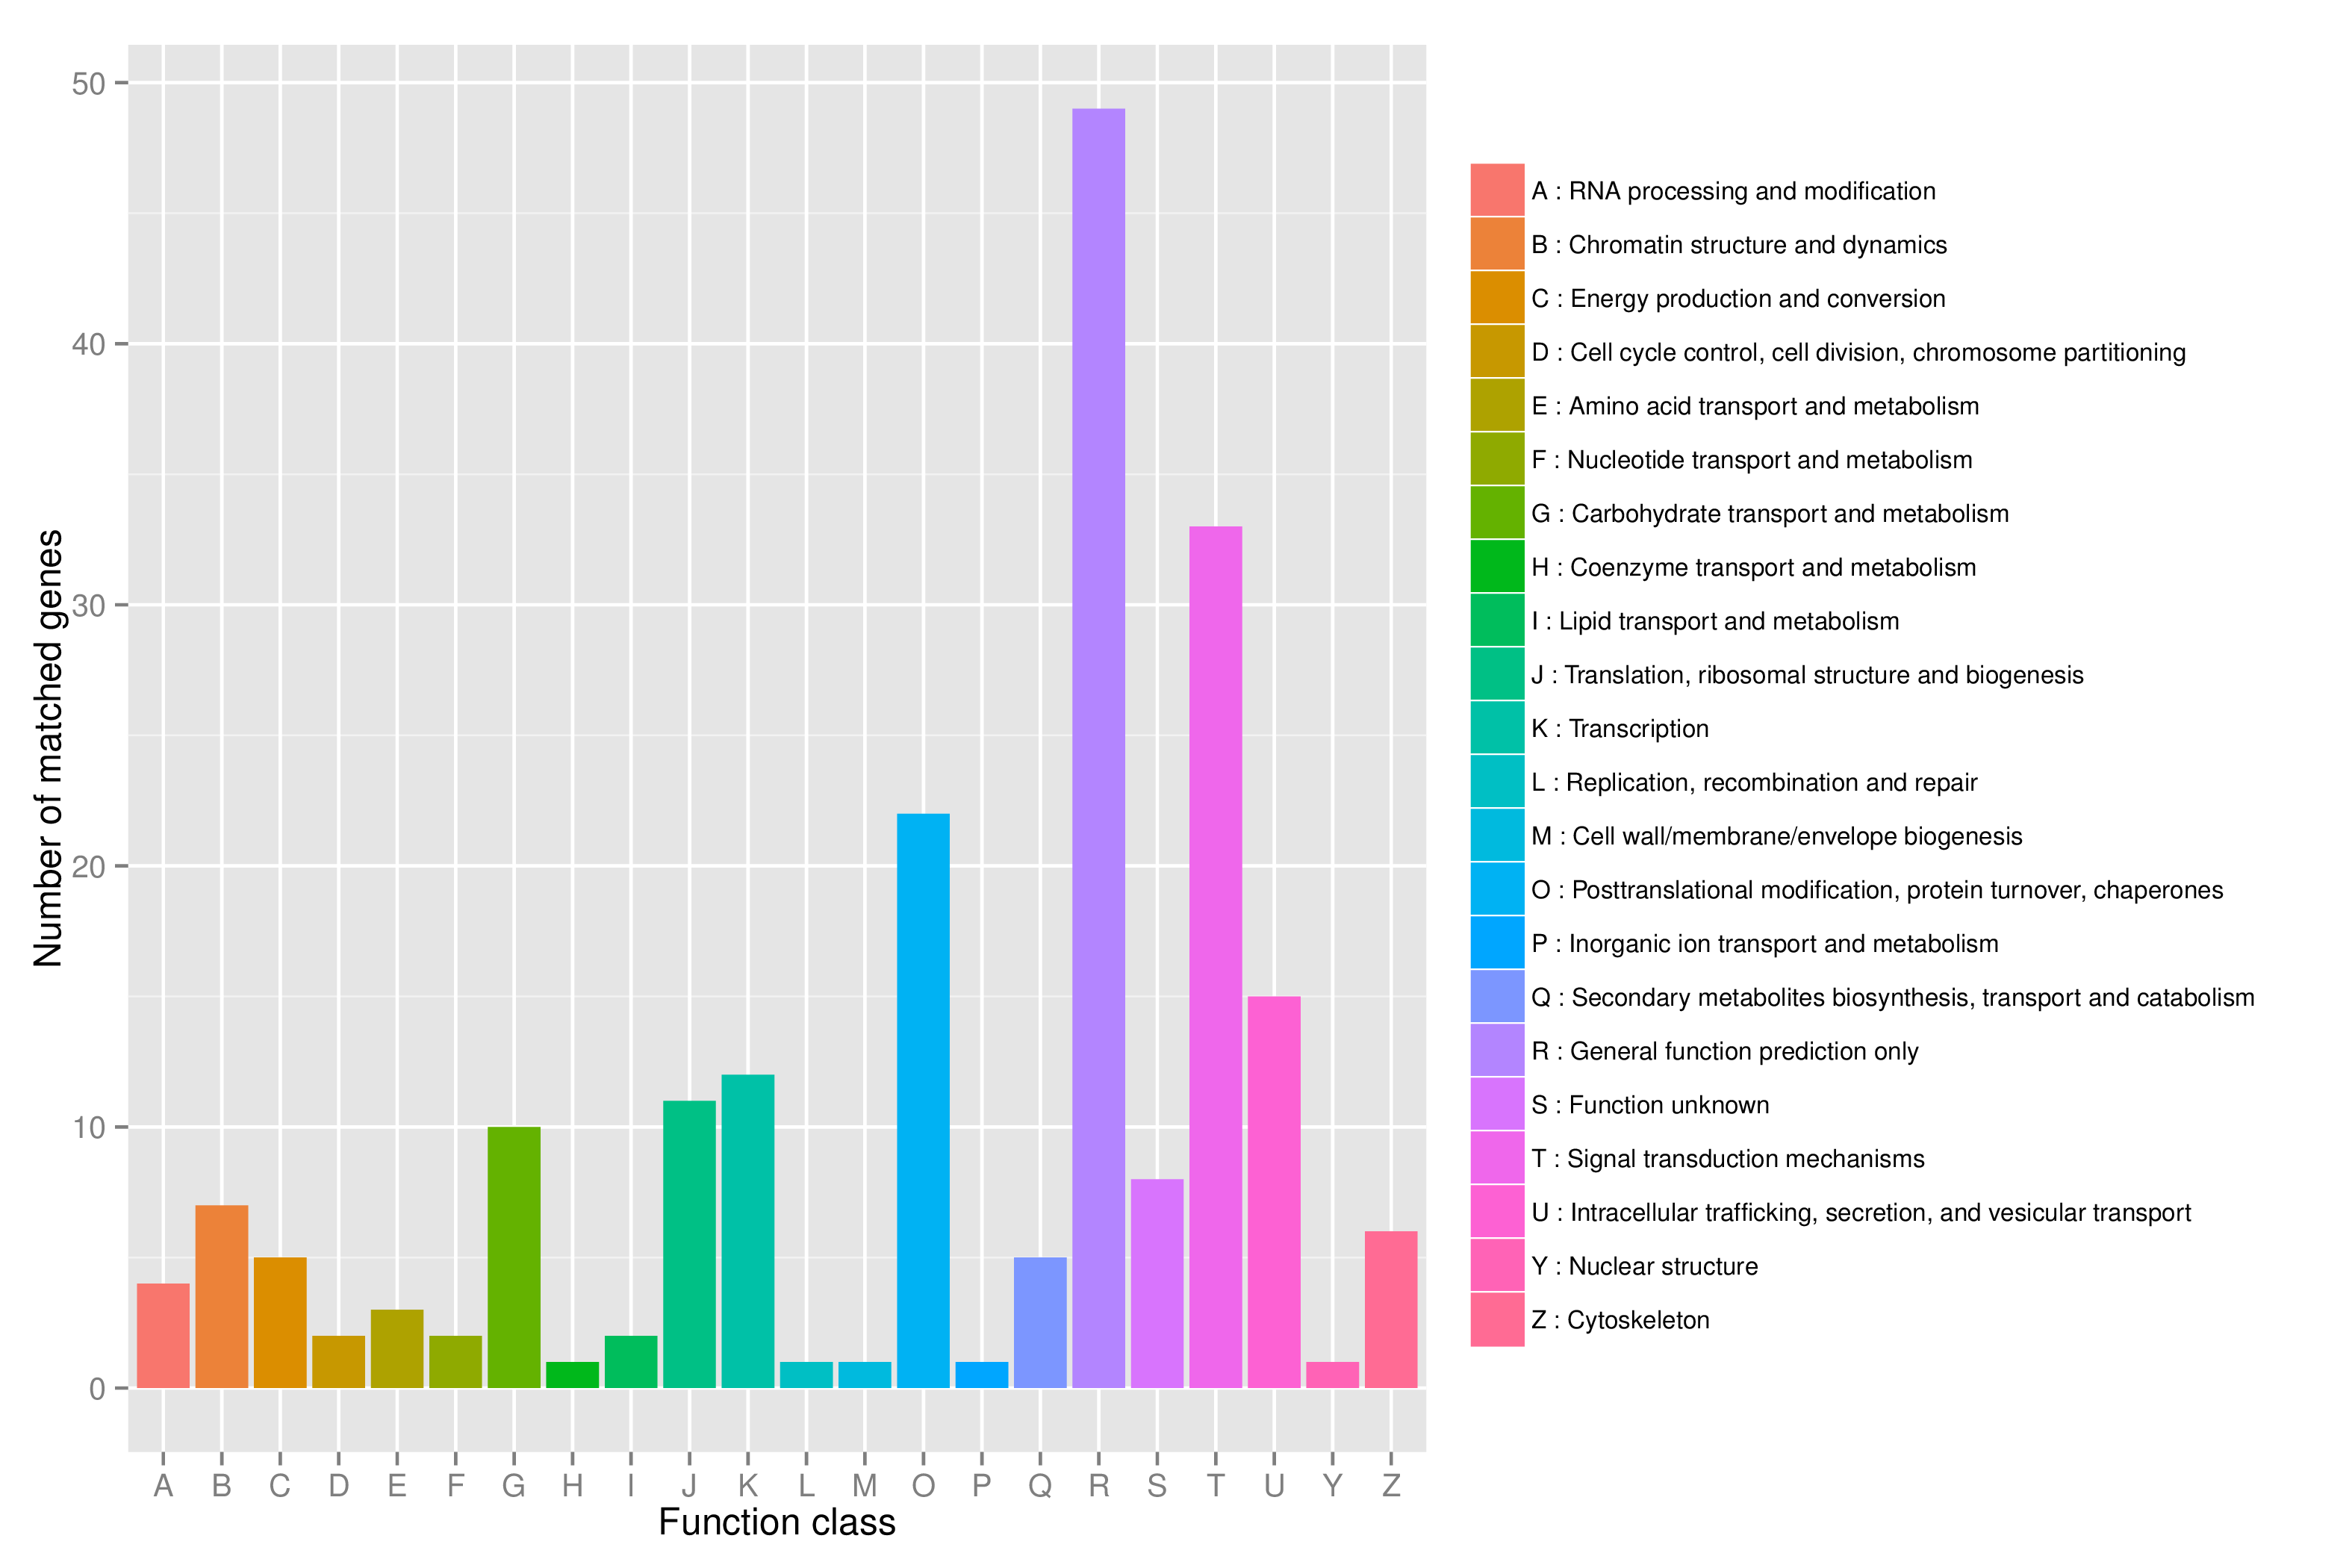 50
40
30
20
10
0
Number of matched genes
A B C D E F G H I J K L M O P Q R S T U Y Z
Function class
A : RNA processing and modification
B : Chromatin structure and dynamics
C : Energy production and conversion
D : Cell cycle control, cell division, chromosome partitioning
E : Amino acid transport and metabolism
F : Nucleotide transport and metabolism
G : Carbohydrate transport and metabolism
H : Coenzyme transport and metabolism
I : Lipid transport and metabolism
J : Translation, ribosomal structure and biogenesis
K : Transcription
L : Replication, recombination and repair
M : Cell wall/membrane/envelope biogenesis
O : Posttranslational modification, protein turnover, chaperones
P : Inorganic ion transport and metabolism
Q : Secondary metabolites biosynthesis, transport and catabolism
R : General function prediction only
S : Function unknown
T : Signal transduction mechanisms
U : Intracellular trafficking, secretion, and vesicular transport
Y : Nuclear structure
Z : Cytoskeleton